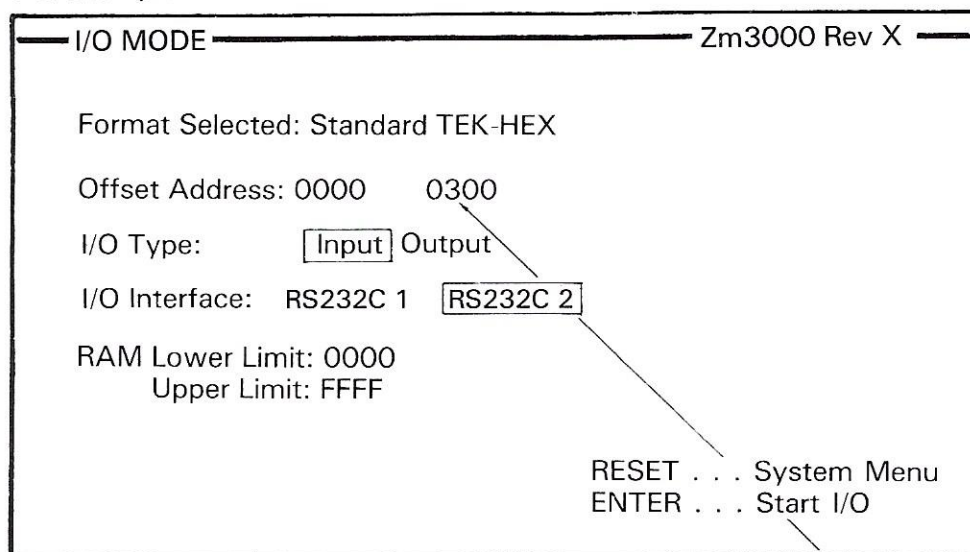 I/O MODE Zm3000 Rev X
Format Selected: Standard TEK-HEX
Offset Address: 0000 0300
I/O Type: Input Output
I/O Interface: RS232C 1 RS232C 2
RAM Lower Limit: 0000
Upper Limit: FFFF
RESET . . . System Menu
ENTER . . . Start I/O